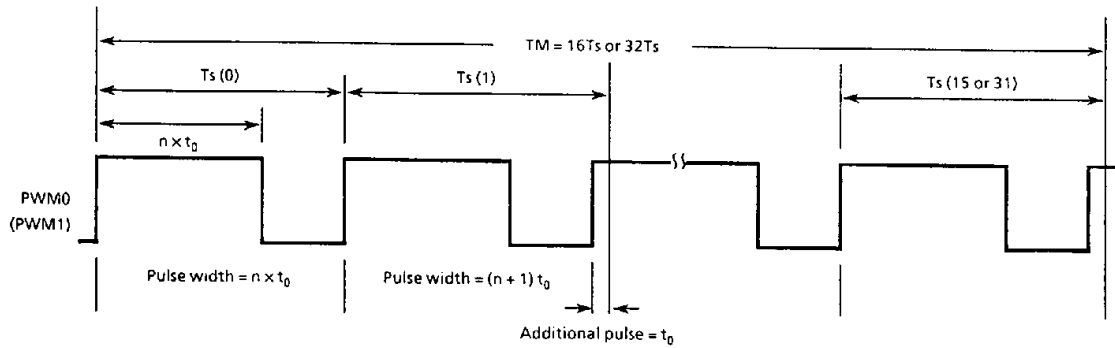 TM = 16Ts or 32Ts
Ts (0)
Ts (1)
Ts (15 or 31)
n × t₀
PWM0
(PWM1)
Pulse width = n × t₀
Pulse width = (n + 1) t₀
Additional pulse = t₀